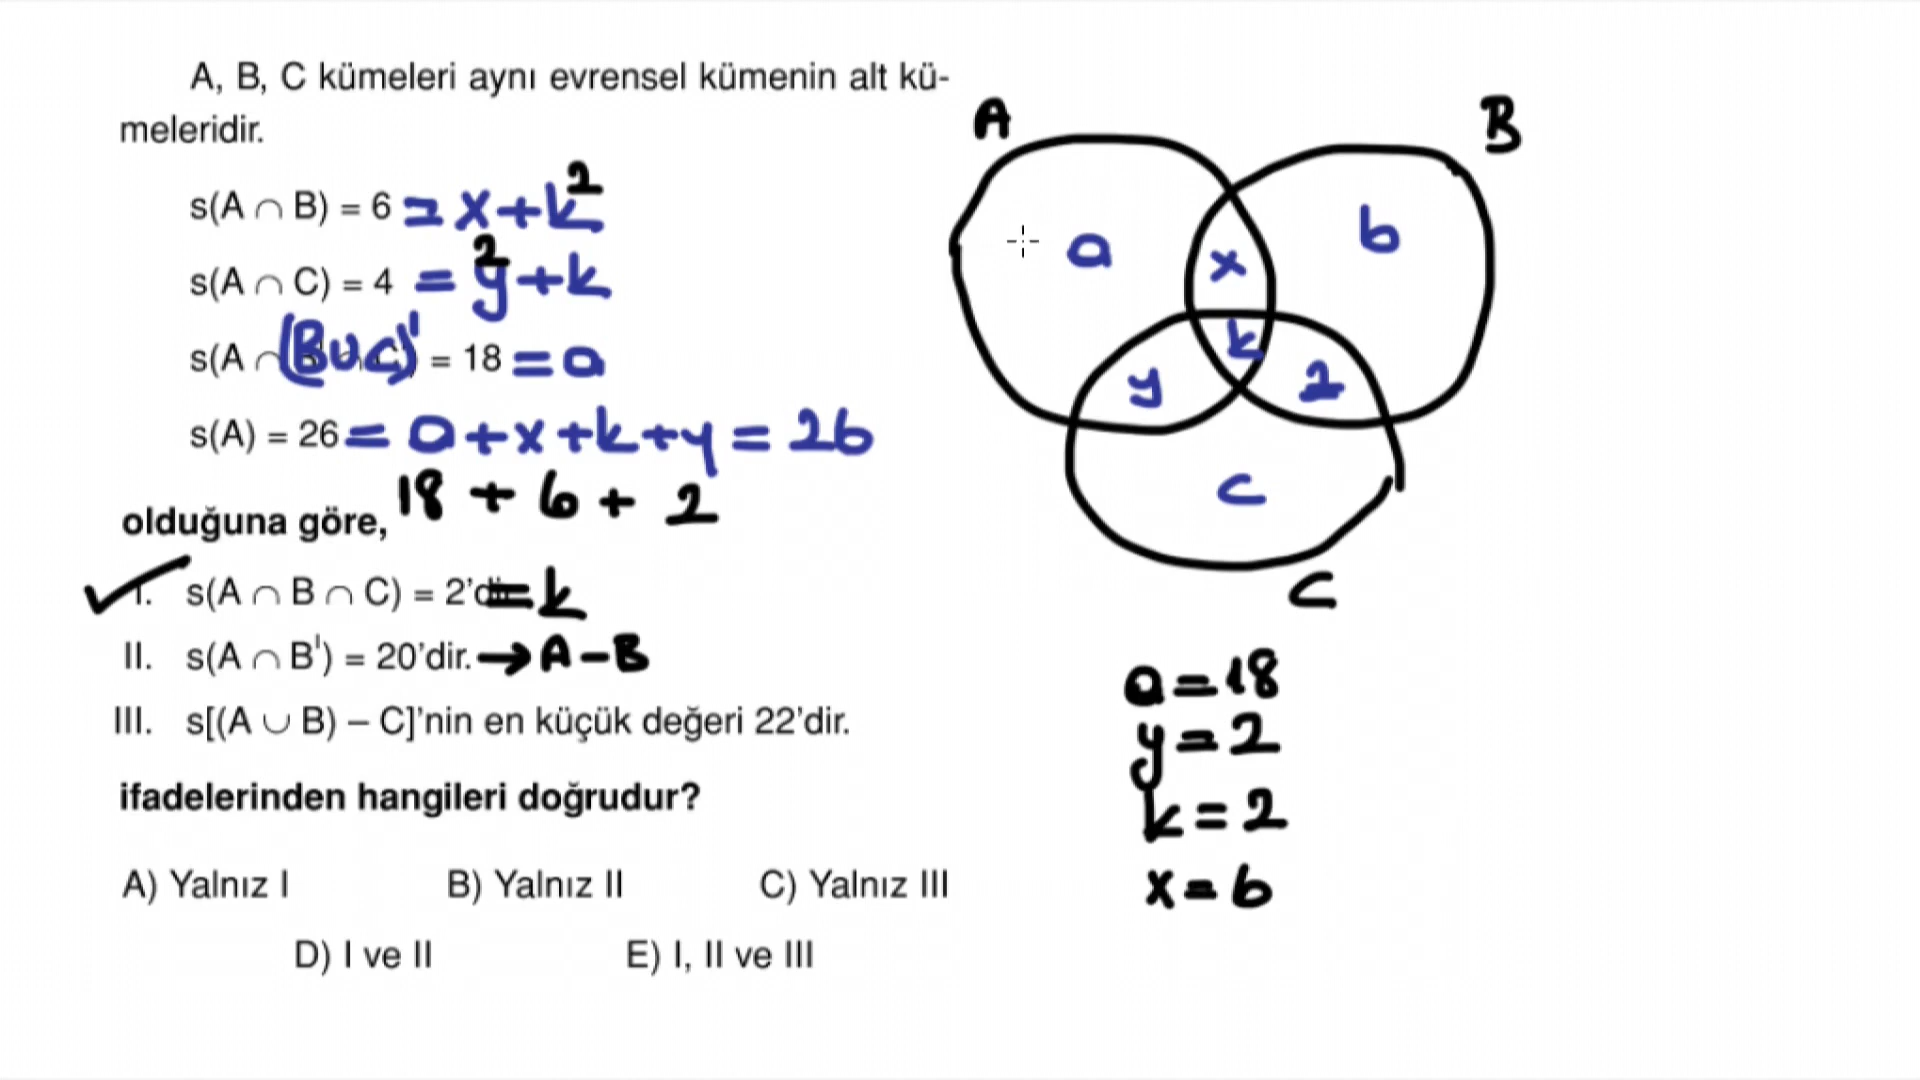 A, B, C kümeleri aynı evrensel kümenin alt kü-
meleridir.
s(A ∩ B) = 6 = x + k 2
s(A ∩ C) = 4 = y + k 2
s(A ∩ (B∪C)' = 18 = a
s(A) = 26 = a + x + k + y = 26
18 + 6 + 2
olduğuna göre,
I. s(A ∩ B ∩ C) = 2'dir = k
II. s(A ∩ B') = 20'dir. → A - B
III. s[(A ∪ B) – C]'nin en küçük değeri 22'dir.
ifadelerinden hangileri doğrudur?
A) Yalnız I B) Yalnız II C) Yalnız III
D) I ve II E) I, II ve III
A
B
a
x
b
k
y
2
c
C
a = 18
y = 2
k = 2
x = 6